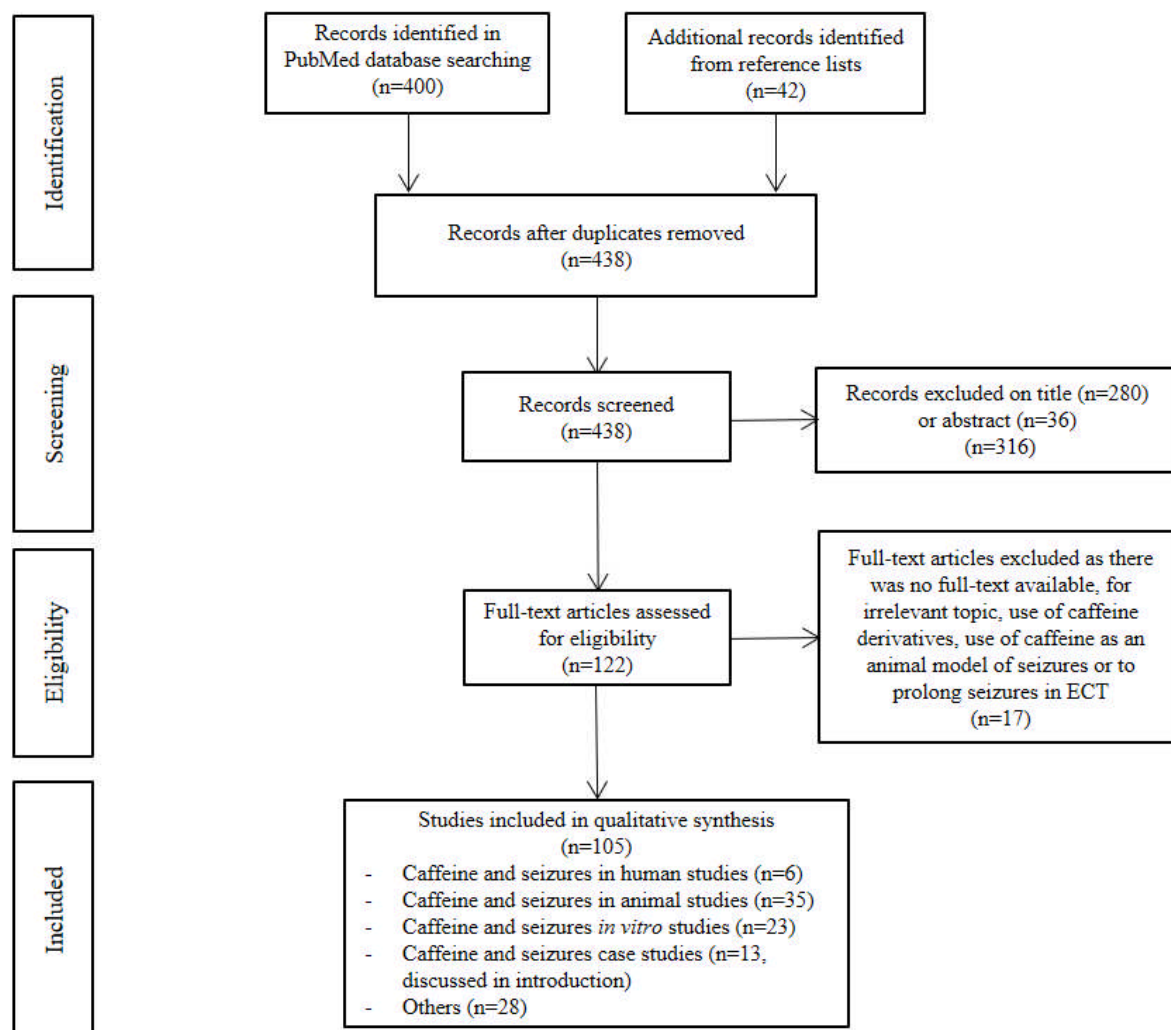 Identification
Records identified in
PubMed database searching
(n=400)
Additional records identified
from reference lists
(n=42)
Records after duplicates removed
(n=438)
Screening
Records screened
(n=438)
Records excluded on title (n=280)
or abstract (n=36)
(n=316)
Eligibility
Full-text articles assessed
for eligibility
(n=122)
Full-text articles excluded as there
was no full-text available, for
irrelevant topic, use of caffeine
derivatives, use of caffeine as an
animal model of seizures or to
prolong seizures in ECT
(n=17)
Included
Studies included in qualitative synthesis
(n=105)
- Caffeine and seizures in human studies (n=6)
- Caffeine and seizures in animal studies (n=35)
- Caffeine and seizures in vitro studies (n=23)
- Caffeine and seizures case studies (n=13,
discussed in introduction)
- Others (n=28)